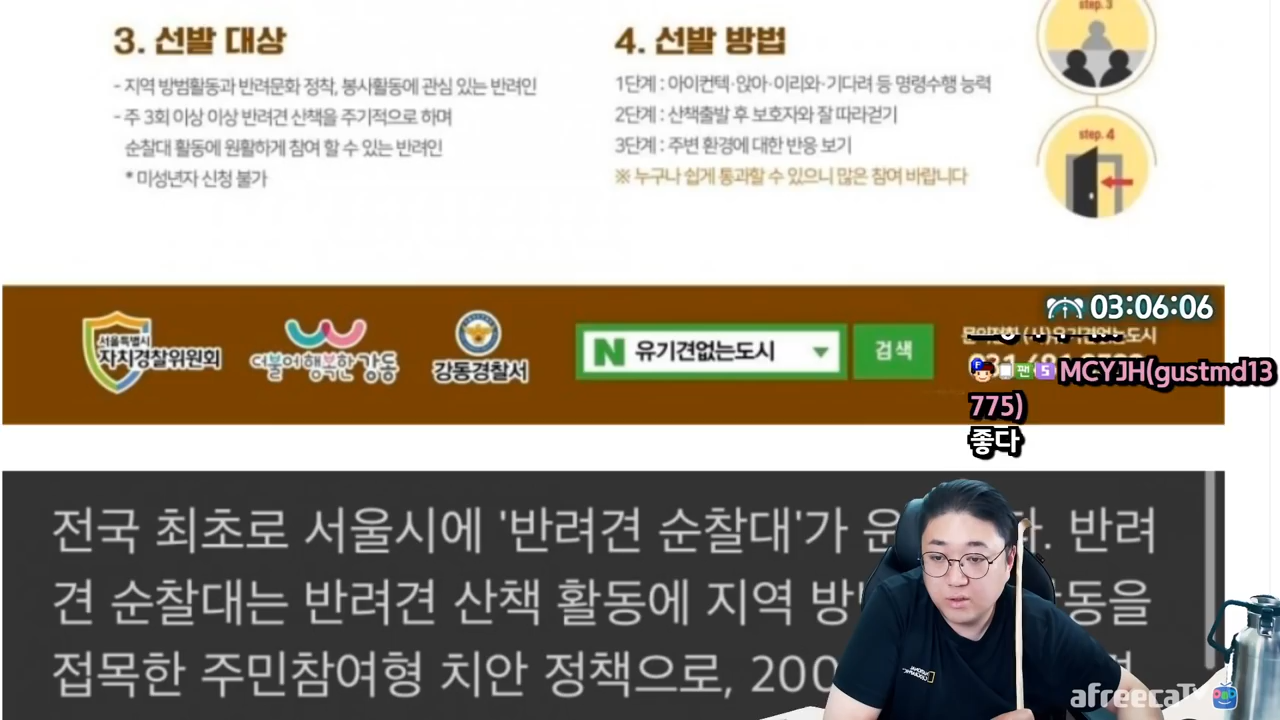 step.3
3. 선발 대상
- 지역 방범활동과 반려문화 정착, 봉사활동에 관심 있는 반려인
- 주 3회 이상 이상 반려견 산책을 주기적으로 하며
순찰대 활동에 원활하게 참여 할 수 있는 반려인
* 미성년자 신청 불가
4. 선발 방법
1단계 : 아이컨텍·앉아·이리와·기다려 등 명령수행 능력
2단계 : 산책출발 후 보호자와 잘 따라걷기
3단계 : 주변 환경에 대한 반응 보기
※ 누구나 쉽게 통과할 수 있으니 많은 참여 바랍니다
step.4
서울특별시
자치경찰위원회
더불어 행복한 강동
강동경찰서
N 유기견없는도시
검색
03:06:06
MCYJH(gustmd13
775)
좋다
전국 최초로 서울시에 '반려견 순찰대'가 반려
견 순찰대는 반려견 산책 활동에 지역
접목한 주민참여형 치안 정책으로,
afreecaTV